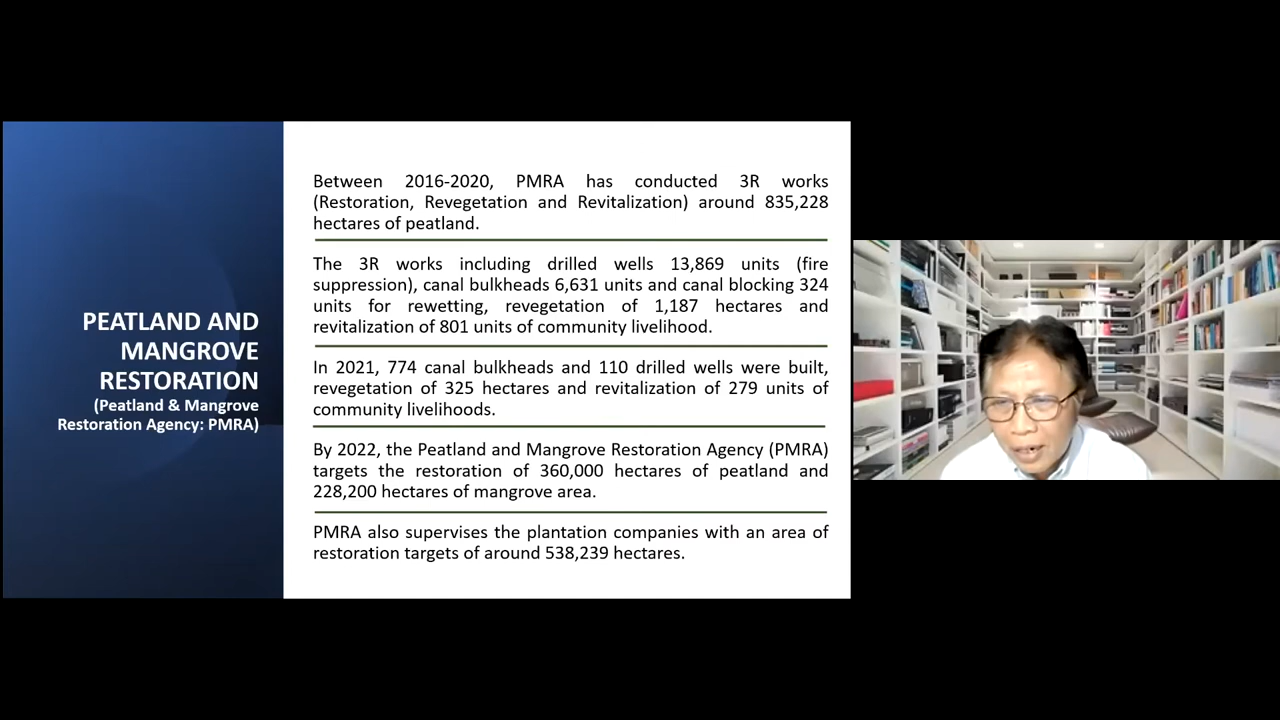 PEATLAND AND
MANGROVE
RESTORATION
(Peatland & Mangrove
Restoration Agency: PMRA)
Between 2016-2020, PMRA has conducted 3R works
(Restoration, Revegetation and Revitalization) around 835,228
hectares of peatland.
The 3R works including drilled wells 13,869 units (fire
suppression), canal bulkheads 6,631 units and canal blocking 324
units for rewetting, revegetation of 1,187 hectares and
revitalization of 801 units of community livelihood.
In 2021, 774 canal bulkheads and 110 drilled wells were built,
revegetation of 325 hectares and revitalization of 279 units of
community livelihoods.
By 2022, the Peatland and Mangrove Restoration Agency (PMRA)
targets the restoration of 360,000 hectares of peatland and
228,200 hectares of mangrove area.
PMRA also supervises the plantation companies with an area of
restoration targets of around 538,239 hectares.